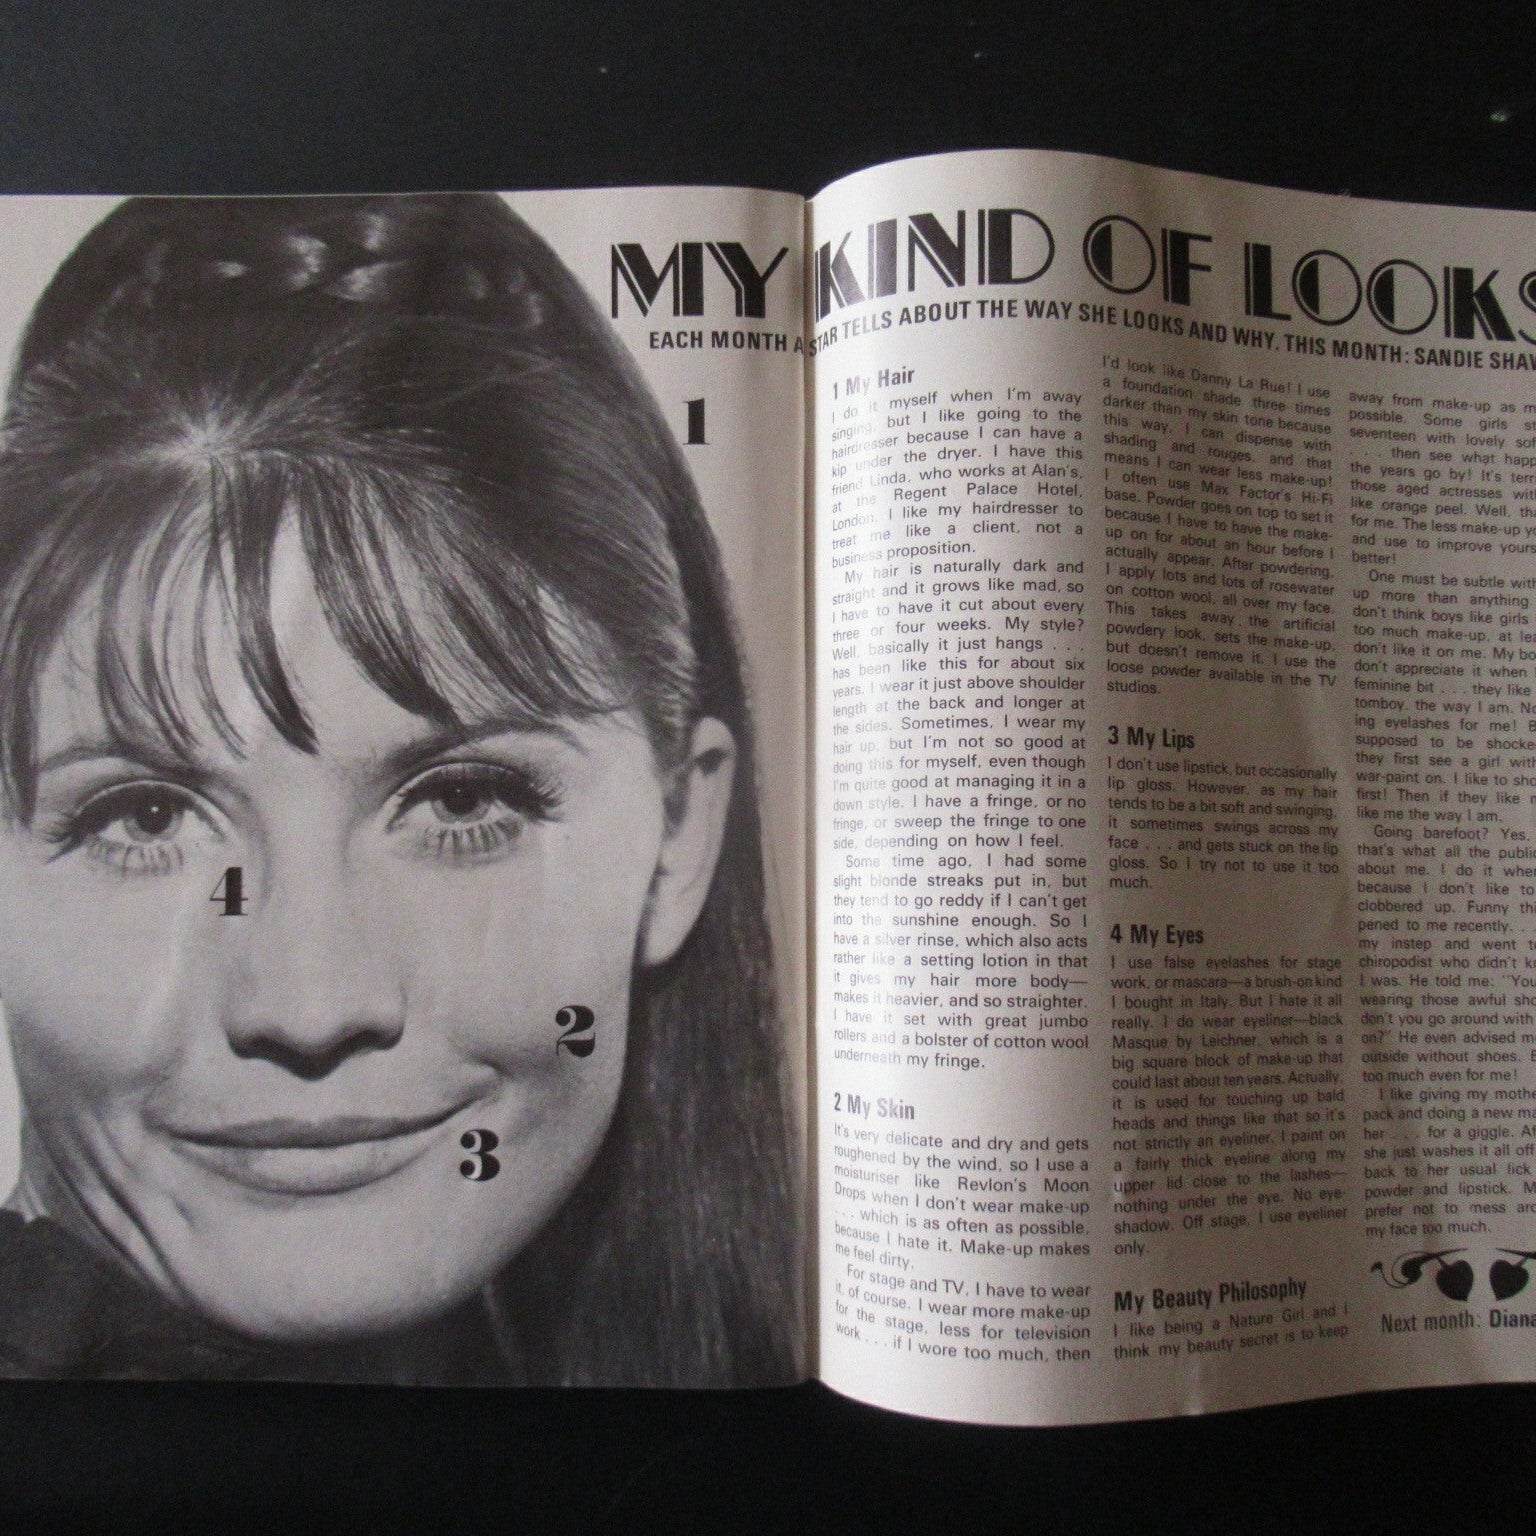 MY KIND OF LOOKS
EACH MONTH A STAR TELLS ABOUT THE WAY SHE LOOKS AND WHY. THIS MONTH: SANDIE SHAW
1
4
2
3
1 My Hair
I do it myself when I'm away
singing, but I like going to the
hairdresser because I can have a
kip under the dryer. I have this
friend Linda, who works at Alan's,
at the Regent Palace Hotel,
London. I like my hairdresser to
treat me like a client, not a
business proposition.
My hair is naturally dark and
straight and it grows like mad, so
I have to have it cut about every
three or four weeks. My style?
Well, basically it just hangs . . .
has been like this for about six
years. I wear it just above shoulder
length at the back and longer at
the sides. Sometimes, I wear my
hair up, but I'm not so good at
doing this for myself, even though
I'm quite good at managing it in a
down style. I have a fringe, or no
fringe, or sweep the fringe to one
side, depending on how I feel.
Some time ago, I had some
slight blonde streaks put in, but
they tend to go reddy if I can't get
into the sunshine enough. So I
have a silver rinse, which also acts
rather like a setting lotion in that
it gives my hair more body—
makes it heavier, and so straighter.
I have it set with great jumbo
rollers and a bolster of cotton wool
underneath my fringe.
2 My Skin
It's very delicate and dry and gets
roughened by the wind, so I use a
moisturiser like Revlon's Moon
Drops when I don't wear make-up
. . . which is as often as possible,
because I hate it. Make-up makes
me feel dirty.
For stage and TV, I have to wear
it, of course. I wear more make-up
for the stage, less for television
work . . . if I wore too much, then
I'd look like Danny La Rue! I use
a foundation shade three times
darker than my skin tone because
this way, I can dispense with
shading and rouges, and that
means I can wear less make-up!
I often use Max Factor's Hi-Fi
base. Powder goes on top to set it
because I have to have the make-
up on for about an hour before I
actually appear. After powdering,
I apply lots and lots of rosewater
on cotton wool, all over my face.
This takes away the artificial
powdery look, sets the make-up,
but doesn't remove it. I use the
loose powder available in the TV
studios.
3 My Lips
I don't use lipstick, but occasionally
lip gloss. However, as my hair
tends to be a bit soft and swinging,
it sometimes swings across my
face . . . and gets stuck on the lip
gloss. So I try not to use it too
much.
4 My Eyes
I use false eyelashes for stage
work, or mascara—a brush-on kind
I bought in Italy. But I hate it all
really. I do wear eyeliner—black
Masque by Leichner, which is a
big square block of make-up that
could last about ten years. Actually,
it is used for touching up bald
heads and things like that so it's
not strictly an eyeliner. I paint on
a fairly thick eyeline along my
upper lid close to the lashes—
nothing under the eye. No eye-
shadow. Off stage, I use eyeliner
only.
My Beauty Philosophy
I like being a Nature Girl and I
think my beauty secret is to keep
away from make-up as
possible. Some girls
seventeen with lovely
. . . then see what
the years go by! It's
those aged actresses
like orange peel. Well,
for me. The less make-up
and use to improve
better!
One must be subtle with
up more than anything
don't think boys like girls
too much make-up, at
don't like it on me. My
don't appreciate it when
feminine bit . . . they like
tomboy, the way I am.
ing eyelashes for me!
supposed to be
they first see a girl
war-paint on. I like to
first! Then if they like
like me the way I am.
Going barefoot? Yes
that's what all the
about me. I do it
because I don't like to
clobbered up. Funny
pened to me recently. .
my instep and went
chiropodist who didn't
I was. He told me: "You
wearing those awful
don't you go around with
on?" He even advised
outside without shoes.
too much even for me!
I like giving my
pack and doing a new
her . . . for a giggle.
she just washes it all off
back to her usual lick
powder and lipstick.
prefer not to mess
my face too much.
Next month: Diana